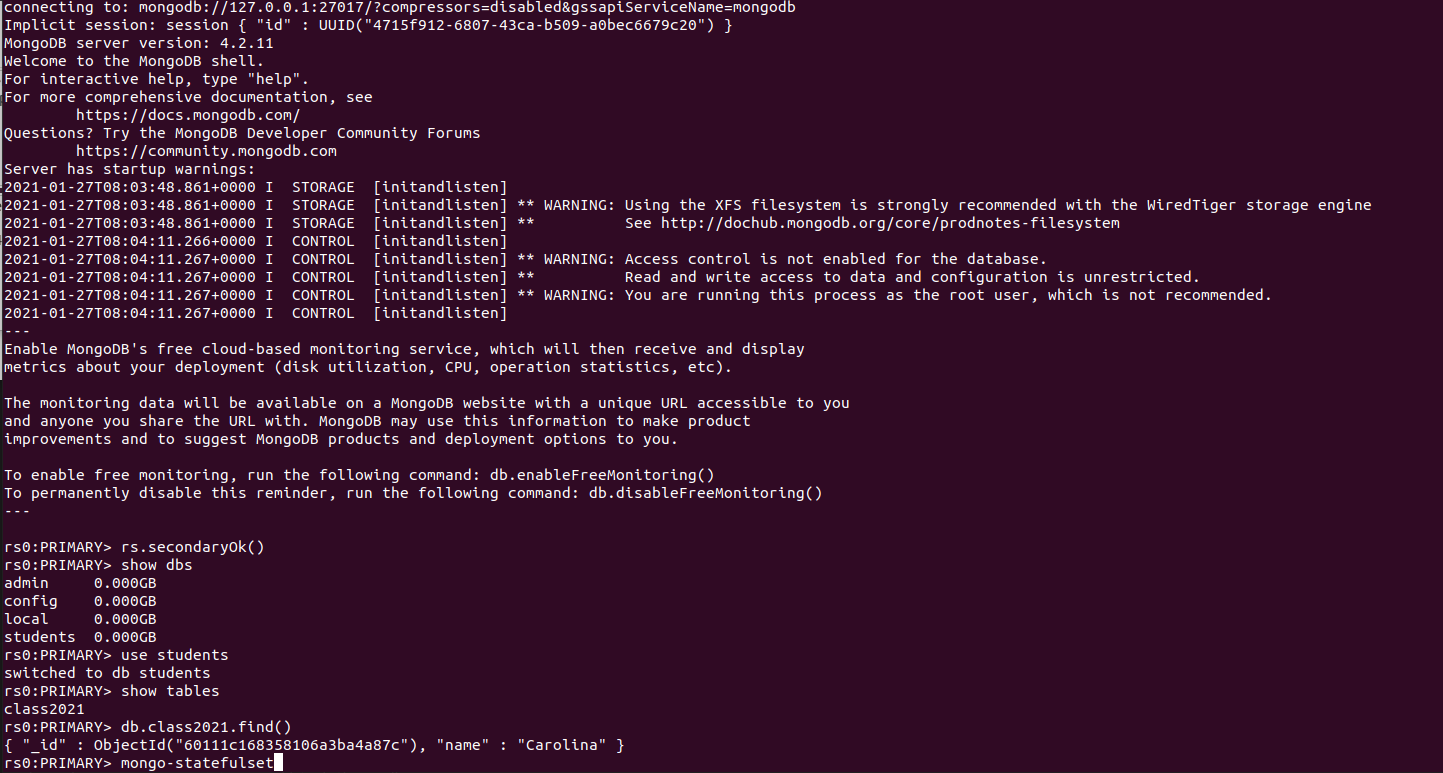 connecting to: mongodb://127.0.0.1:27017/?compressors=disabled&gssapiServiceName=mongodb
Implicit session: session { "id" : UUID("4715f912-6807-43ca-b509-a0bec6679c20") }
MongoDB server version: 4.2.11
Welcome to the MongoDB shell.
For interactive help, type "help".
For more comprehensive documentation, see
        https://docs.mongodb.com/
Questions? Try the MongoDB Developer Community Forums
        https://community.mongodb.com
Server has startup warnings:
2021-01-27T08:03:48.861+0000 I  STORAGE  [initandlisten]
2021-01-27T08:03:48.861+0000 I  STORAGE  [initandlisten] ** WARNING: Using the XFS filesystem is strongly recommended with the WiredTiger storage engine
2021-01-27T08:03:48.861+0000 I  STORAGE  [initandlisten] **          See http://dochub.mongodb.org/core/prodnotes-filesystem
2021-01-27T08:04:11.266+0000 I  CONTROL  [initandlisten]
2021-01-27T08:04:11.267+0000 I  CONTROL  [initandlisten] ** WARNING: Access control is not enabled for the database.
2021-01-27T08:04:11.267+0000 I  CONTROL  [initandlisten] **          Read and write access to data and configuration is unrestricted.
2021-01-27T08:04:11.267+0000 I  CONTROL  [initandlisten] ** WARNING: You are running this process as the root user, which is not recommended.
2021-01-27T08:04:11.267+0000 I  CONTROL  [initandlisten]
---
Enable MongoDB's free cloud-based monitoring service, which will then receive and display
metrics about your deployment (disk utilization, CPU, operation statistics, etc).

The monitoring data will be available on a MongoDB website with a unique URL accessible to you
and anyone you share the URL with. MongoDB may use this information to make product
improvements and to suggest MongoDB products and deployment options to you.

To enable free monitoring, run the following command: db.enableFreeMonitoring()
To permanently disable this reminder, run the following command: db.disableFreeMonitoring()
---

rs0:PRIMARY> rs.secondaryOk()
rs0:PRIMARY> show dbs
admin     0.000GB
config    0.000GB
local     0.000GB
students  0.000GB
rs0:PRIMARY> use students
switched to db students
rs0:PRIMARY> show tables
class2021
rs0:PRIMARY> db.class2021.find()
{ "_id" : ObjectId("60111c168358106a3ba4a87c"), "name" : "Carolina" }
rs0:PRIMARY> mongo-statefulset